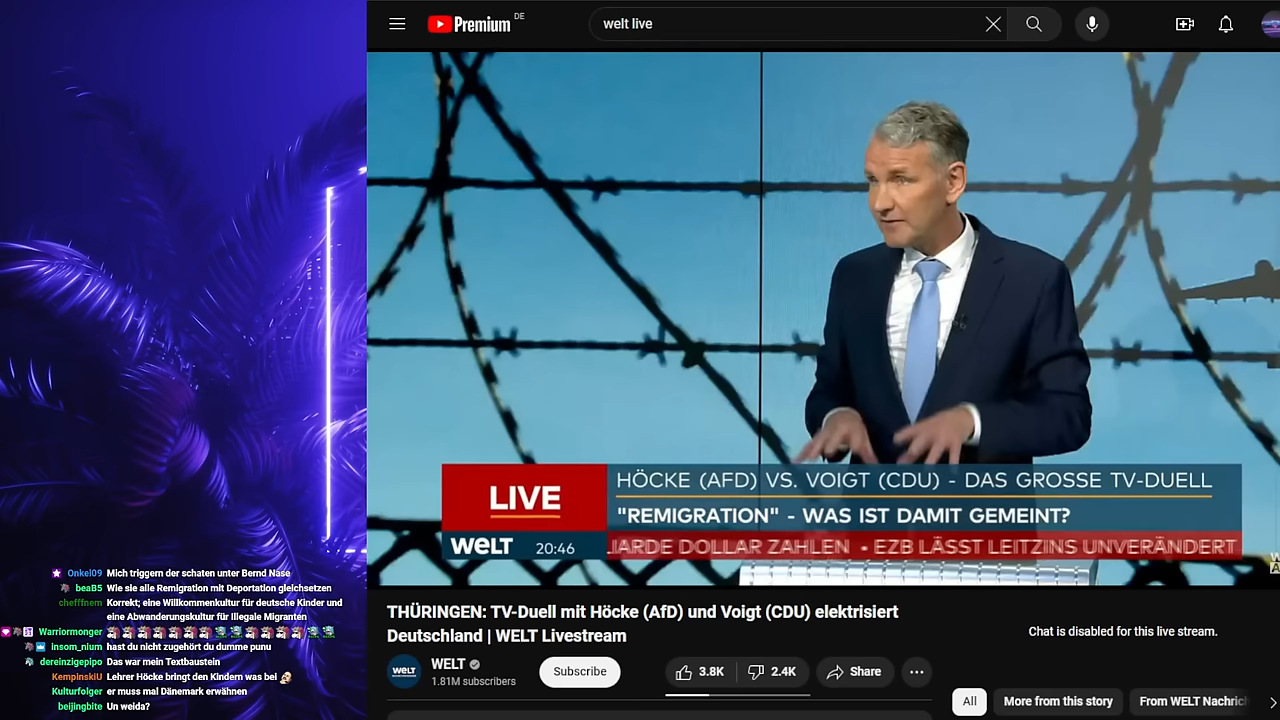 Premium DE
welt live
HÖCKE (AFD) VS. VOIGT (CDU) - DAS GROSSE TV-DUELL
LIVE
"REMIGRATION" - WAS IST DAMIT GEMEINT?
WELT 20:46
DOLLAR ZAHLEN • EZB LÄSST LEITZINS UNVERÄNDERT
THÜRINGEN: TV-Duell mit Höcke (AfD) und Voigt (CDU) elektrisiert
Deutschland | WELT Livestream
Chat is disabled for this live stream.
WELT
WELT
1.81M subscribers
Subscribe
3.8K
2.4K
Share
All
More from this story
From WELT Nachric
Onkel09 Mich triggern der schaten unter Bernd Nase
beaB5 Wie sie alle Remigration mit Deportation gleichsetzen
chefffnem Korrekt; eine Willkommenkultur für deutsche Kinder und
eine Abwanderungskultur für illegale Migranten
Warriormonger
insom_nium hast du nicht zugehört du dumme punu
dereinzigepipo Das war mein Textbaustein
KempinskiU Lehrer Höcke bringt den Kindern was bei
Kulturfolger er muss mal Dänemark erwähnen
beijingbite Un weida?